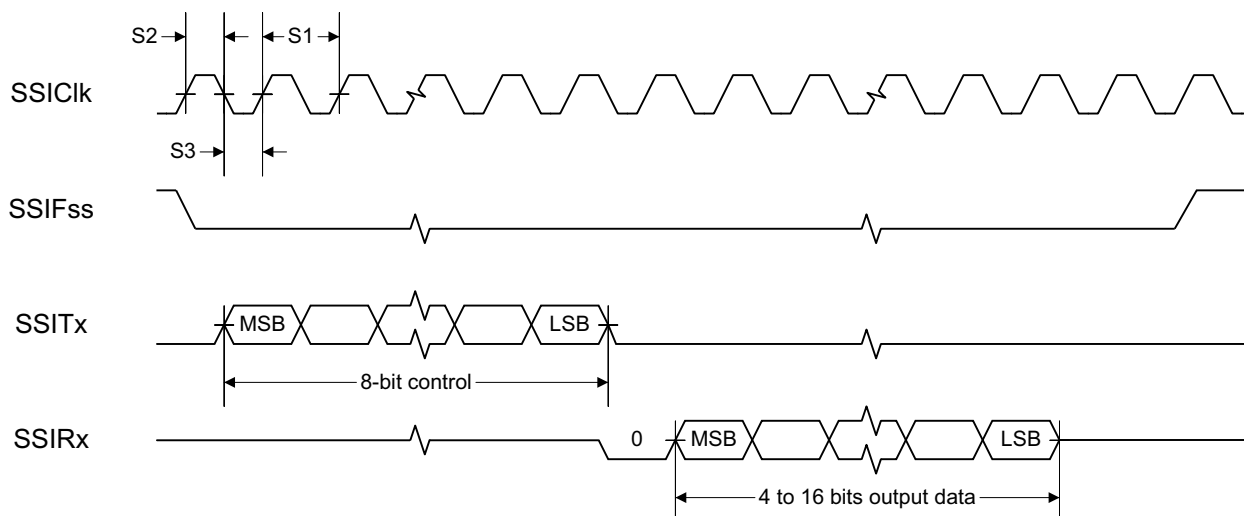 S2
S1
SSIClk
S3
SSIFss
SSITx
MSB
LSB
8-bit control
SSIRx
0
MSB
LSB
4 to 16 bits output data